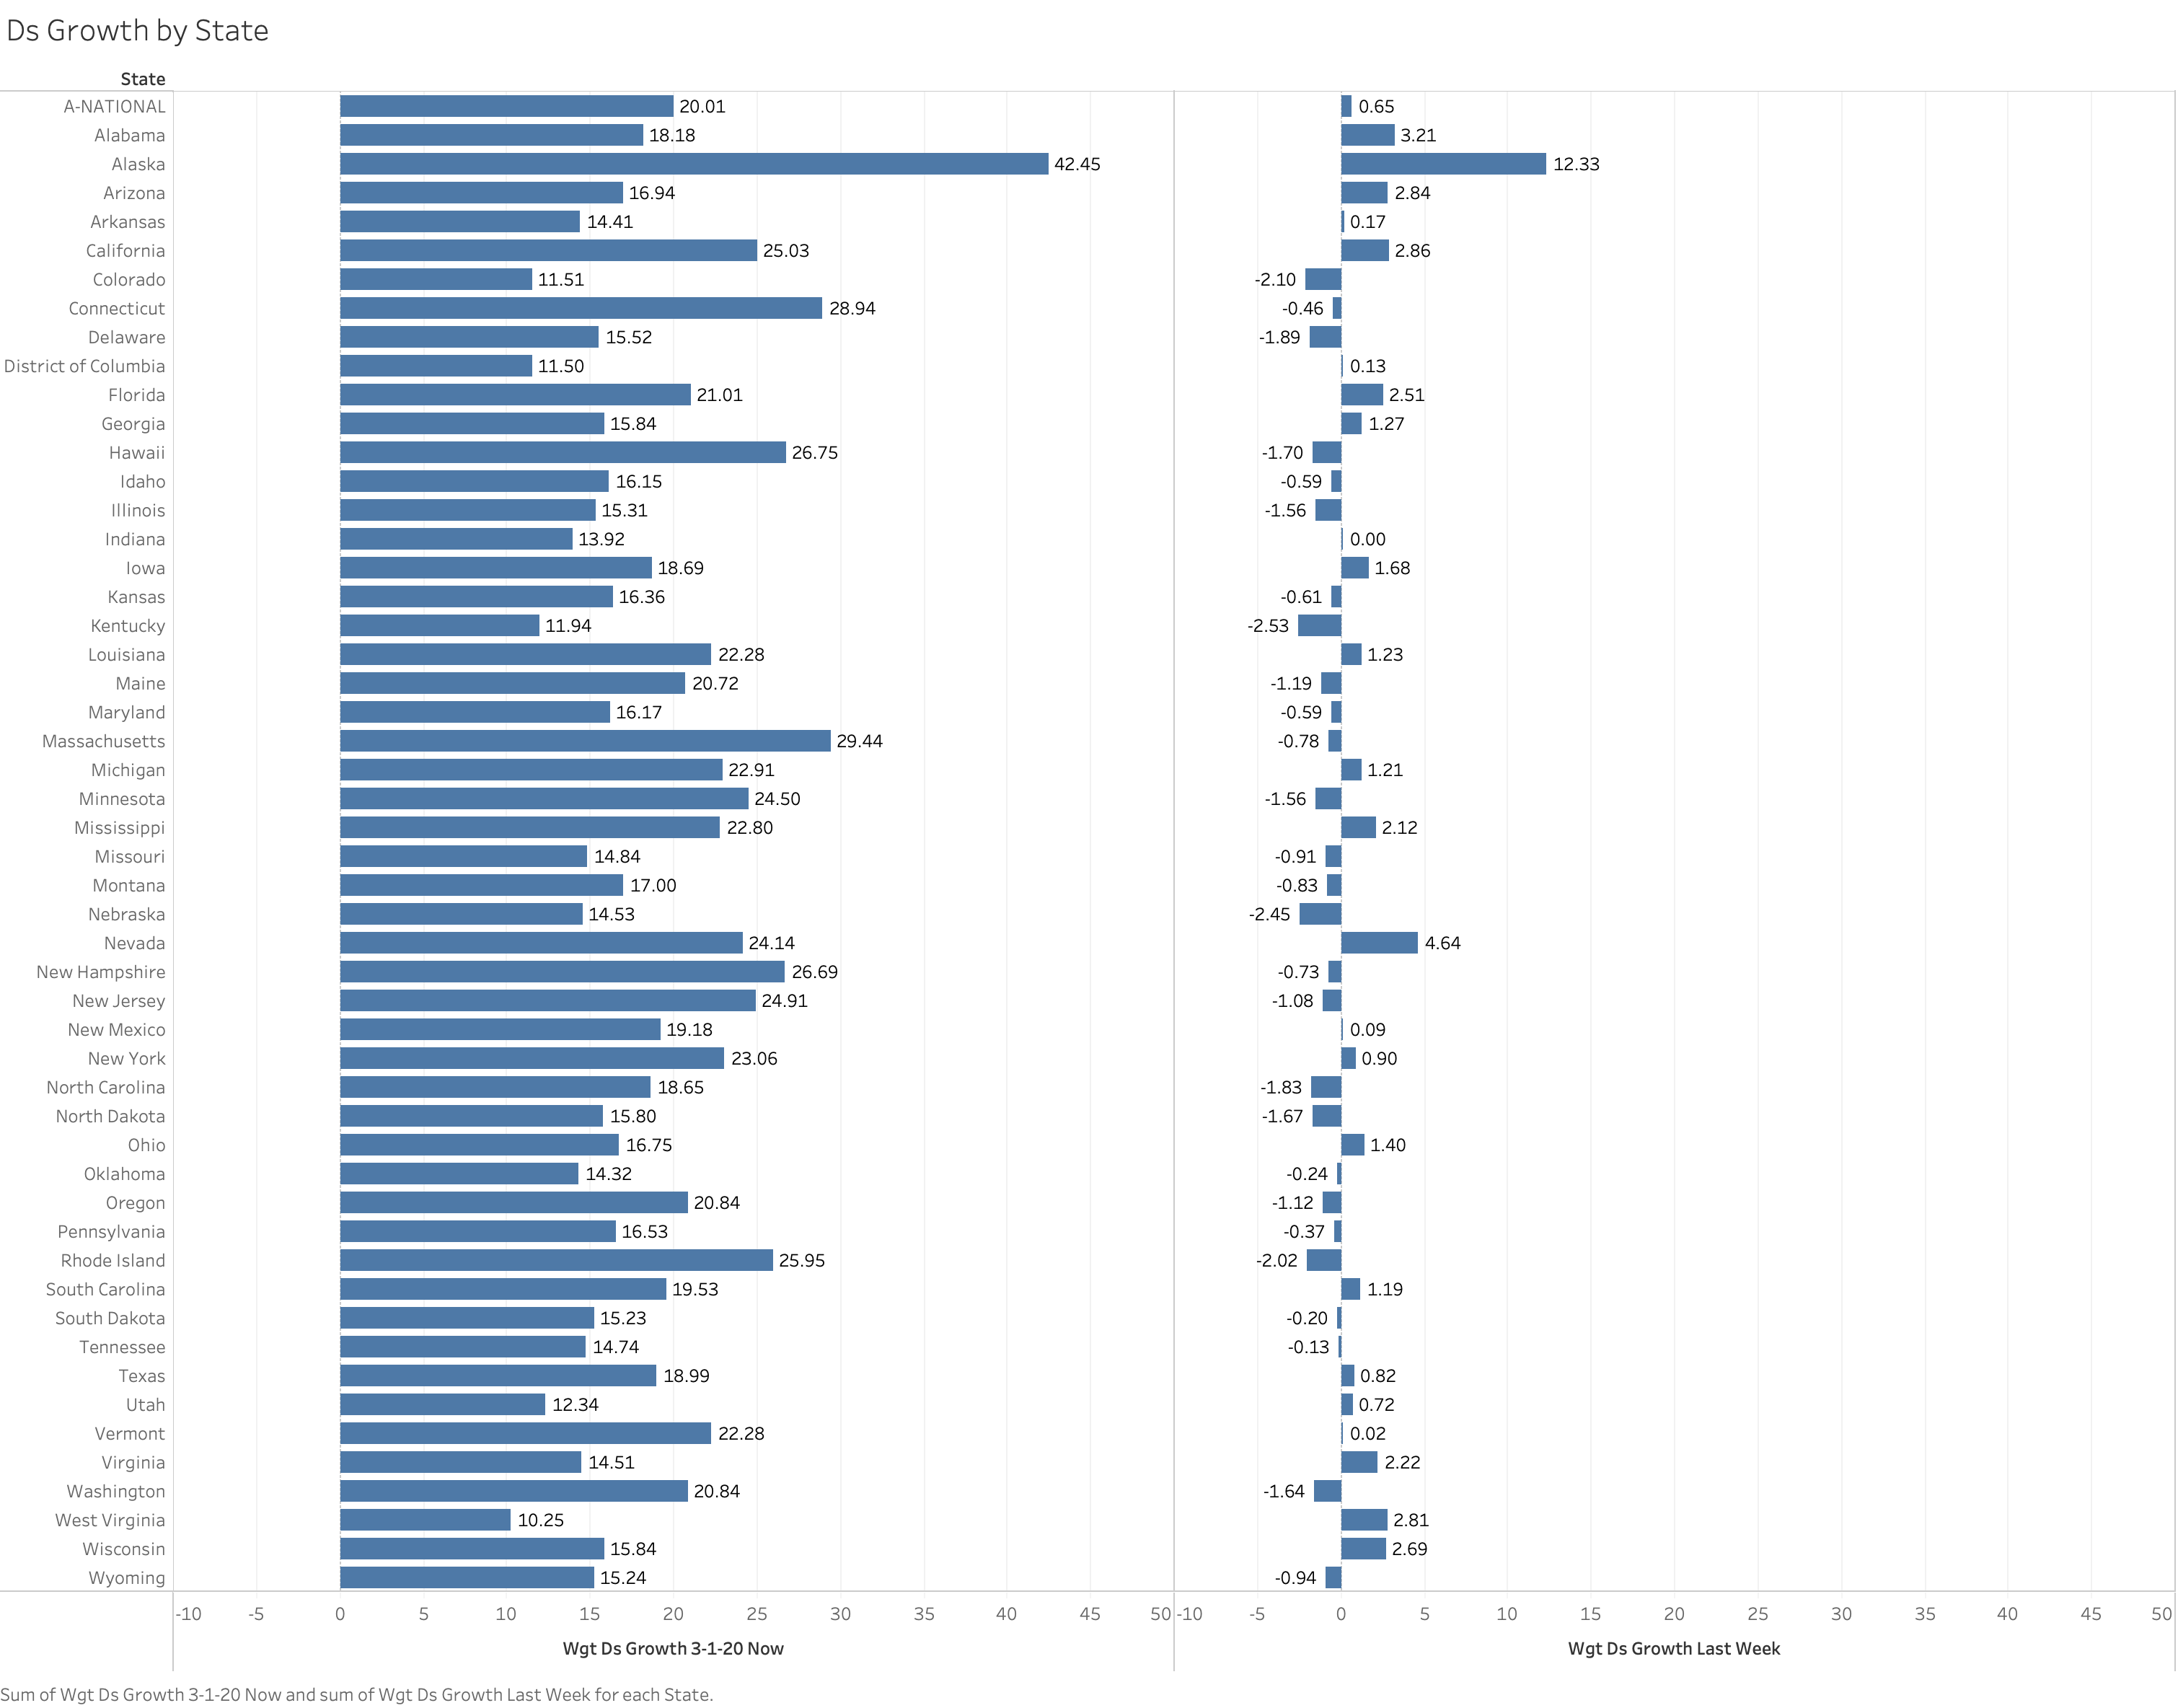 Ds Growth by State
State
A-NATIONAL 20.01 0.65
Alabama 18.18 3.21
Alaska 42.45 12.33
Arizona 16.94 2.84
Arkansas 14.41 0.17
California 25.03 2.86
Colorado 11.51 -2.10
Connecticut 28.94 -0.46
Delaware 15.52 -1.89
District of Columbia 11.50 0.13
Florida 21.01 2.51
Georgia 15.84 1.27
Hawaii 26.75 -1.70
Idaho 16.15 -0.59
Illinois 15.31 -1.56
Indiana 13.92 0.00
Iowa 18.69 1.68
Kansas 16.36 -0.61
Kentucky 11.94 -2.53
Louisiana 22.28 1.23
Maine 20.72 -1.19
Maryland 16.17 -0.59
Massachusetts 29.44 -0.78
Michigan 22.91 1.21
Minnesota 24.50 -1.56
Mississippi 22.80 2.12
Missouri 14.84 -0.91
Montana 17.00 -0.83
Nebraska 14.53 -2.45
Nevada 24.14 4.64
New Hampshire 26.69 -0.73
New Jersey 24.91 -1.08
New Mexico 19.18 0.09
New York 23.06 0.90
North Carolina 18.65 -1.83
North Dakota 15.80 -1.67
Ohio 16.75 1.40
Oklahoma 14.32 -0.24
Oregon 20.84 -1.12
Pennsylvania 16.53 -0.37
Rhode Island 25.95 -2.02
South Carolina 19.53 1.19
South Dakota 15.23 -0.20
Tennessee 14.74 -0.13
Texas 18.99 0.82
Utah 12.34 0.72
Vermont 22.28 0.02
Virginia 14.51 2.22
Washington 20.84 -1.64
West Virginia 10.25 2.81
Wisconsin 15.84 2.69
Wyoming 15.24 -0.94
-10 -5 0 5 10 15 20 25 30 35 40 45 50 -10 -5 0 5 10 15 20 25 30 35 40 45 50
Wgt Ds Growth 3-1-20 Now Wgt Ds Growth Last Week
Sum of Wgt Ds Growth 3-1-20 Now and sum of Wgt Ds Growth Last Week for each State.